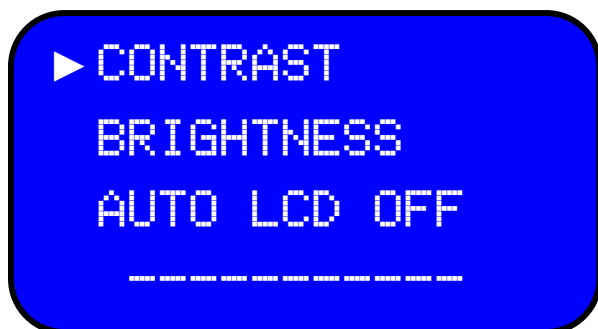 ►CONTRAST
BRIGHTNESS
AUTO LCD OFF
-----------